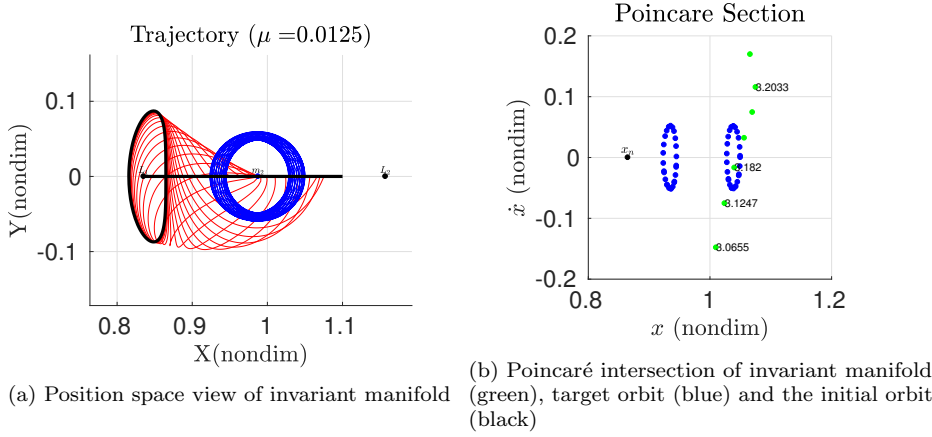 Trajectory (μ =0.0125)
Y(nondim)
0.1
0
-0.1
m₂
L₂
0.8
0.9
1
1.1
X(nondim)
(a) Position space view of invariant manifold
Poincare Section
ẋ (nondim)
0.2
0.1
0
-0.1
-0.2
xₙ
3.2033
3.1247
3.0655
0.8
1
1.2
x (nondim)
(b) Poincaré intersection of invariant manifold
(green), target orbit (blue) and the initial orbit
(black)